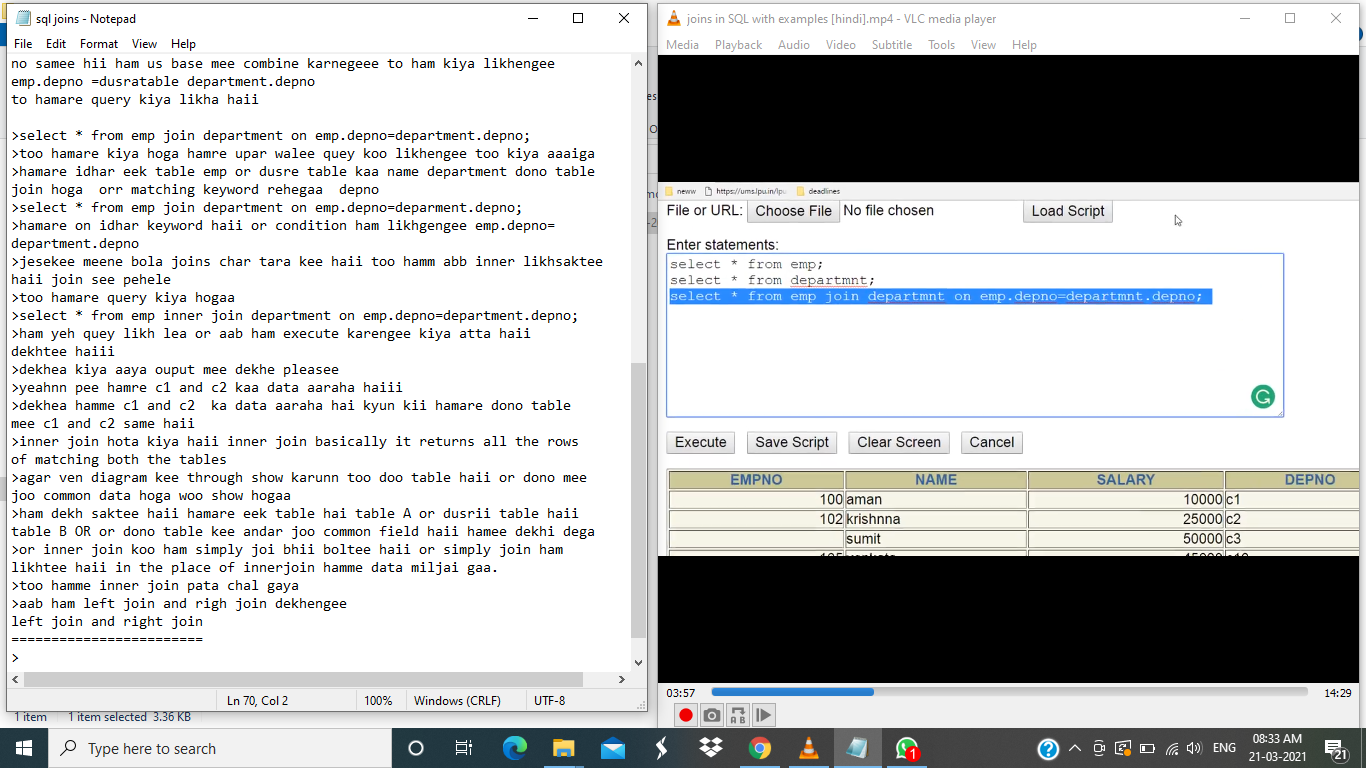 sql joins - Notepad
File Edit Format View Help
no samee hii ham us base mee combine karnegeee to ham kiya likhengee
emp.depno =dusratable department.depno
to hamare query kiya likha haii
>select * from emp join department on emp.depno=department.depno;
>too hamare kiya hoga hamre upar walee quey koo likhengee too kiya aaaiga
>hamare idhar eek table emp or dusre table kaa name department dono table
join hoga  orr matching keyword rehegaa  depno
>select * from emp join department on emp.depno=deparment.depno;
>hamare on idhar keyword haii or condition ham likhgengee emp.depno=
department.depno
>jesekee meene bola joins char tara kee haii too hamm abb inner likhsaktee
haii join see pehele
>too hamare query kiya hogaa
>select * from emp inner join department on emp.depno=department.depno;
>ham yeh quey likh lea or aab ham execute karengee kiya atta haii
dekhtee haiii
>dekhea kiya aaya ouput mee dekhe pleasee
>yeahnn pee hamre c1 and c2 kaa data aaraha haiii
>dekhea hamme c1 and c2  ka data aaraha hai kyun kii hamare dono table
mee c1 and c2 same haii
>inner join hota kiya haii inner join basically it returns all the rows
of matching both the tables
>agar ven diagram kee through show karunn too doo table haii or dono mee
joo common data hoga woo show hogaa
>ham dekh saktee haii hamare eek table hai table A or dusrii table haii
table B OR or dono table kee andar joo common field haii hamee dekhi dega
>or inner join koo ham simply joi bhii boltee haii or simply join ham
likhtee haii in the place of innerjoin hamme data miljai gaa.
>too hamme inner join pata chal gaya
>aab ham left join and righ join dekhengee
left join and right join
========================
>
Ln 70, Col 2 100% Windows (CRLF) UTF-8
1 item 1 item selected 3.36 KB
joins in SQL with examples [hindi].mp4 - VLC media player
Media Playback Audio Video Subtitle Tools View Help
neww https://ums.lpu.in/lpu deadlines
File or URL: Choose File No file chosen Load Script
Enter statements:
select * from emp;
select * from departmnt;
select * from emp join departmnt on emp.depno=departmnt.depno;
Execute Save Script Clear Screen Cancel
EMPNO NAME SALARY DEPNO
100 aman 10000 c1
102 krishnna 25000 c2
sumit 50000 c3
03:57 14:29
Type here to search
1
ENG
08:33 AM
21-03-2021
21